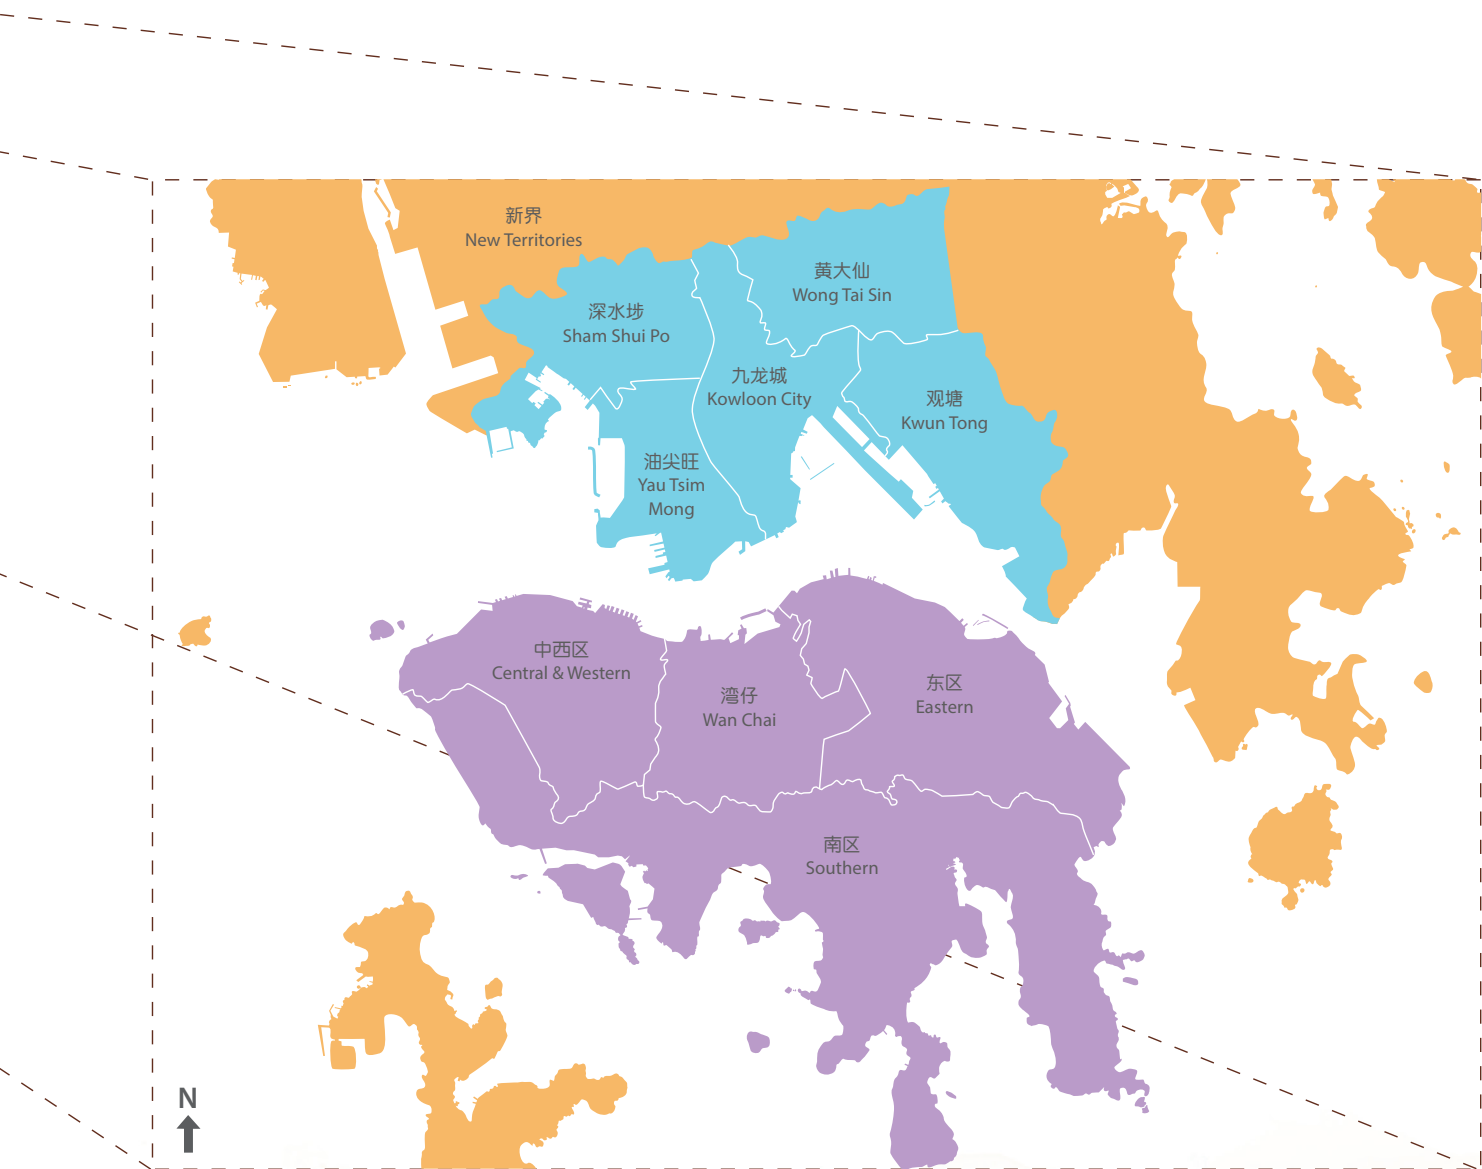 新界
New Territories
黄大仙
Wong Tai Sin
深水埗
Sham Shui Po
九龙城
Kowloon City
观塘
Kwun Tong
油尖旺
Yau Tsim
Mong
中西区
Central & Western
湾仔
Wan Chai
东区
Eastern
南区
Southern
N